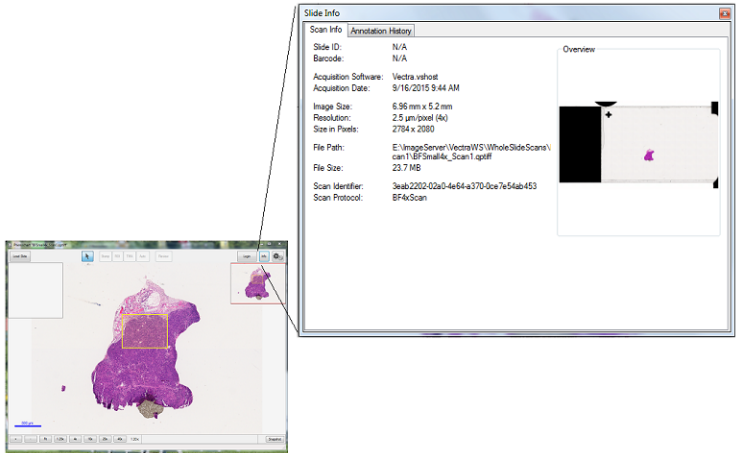 Slide Info
Scan Info Annotation History
Slide ID: N/A
Barcode: N/A
Acquisition Software: Vectra.vshost
Acquisition Date: 9/16/2015 9:44 AM
Image Size: 6.96 mm x 5.2 mm
Resolution: 2.5 µm/pixel (4x)
Size in Pixels: 2784 x 2080
File Path: E:\ImageServer\VectraWS\WholeSlideScans\
can1\BFSmall4x_Scan1.qptiff
File Size: 23.7 MB
Scan Identifier: 3eab2202-02a0-4e64-a370-0ce7e54ab453
Scan Protocol: BF4xScan
Overview
Load Slide
Login Info
Snapshot